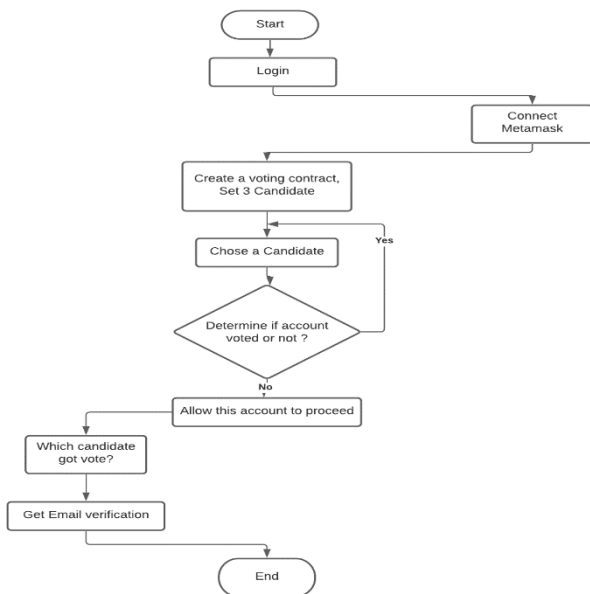 Start
Login
Connect
Metamask
Create a voting contract,
Set 3 Candidate
Yes
Chose a Candidate
Determine if account
voted or not ?
No
Allow this account to proceed
Which candidate
got vote?
Get Email verification
End